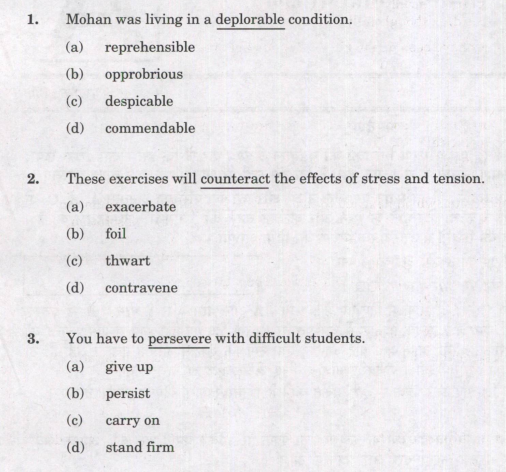 1. Mohan was living in a deplorable condition.
(a) reprehensible
(b) opprobrious
(c) despicable
(d) commendable
2. These exercises will counteract the effects of stress and tension.
(a) exacerbate
(b) foil
(c) thwart
(d) contravene
3. You have to persevere with difficult students.
(a) give up
(b) persist
(c) carry on
(d) stand firm